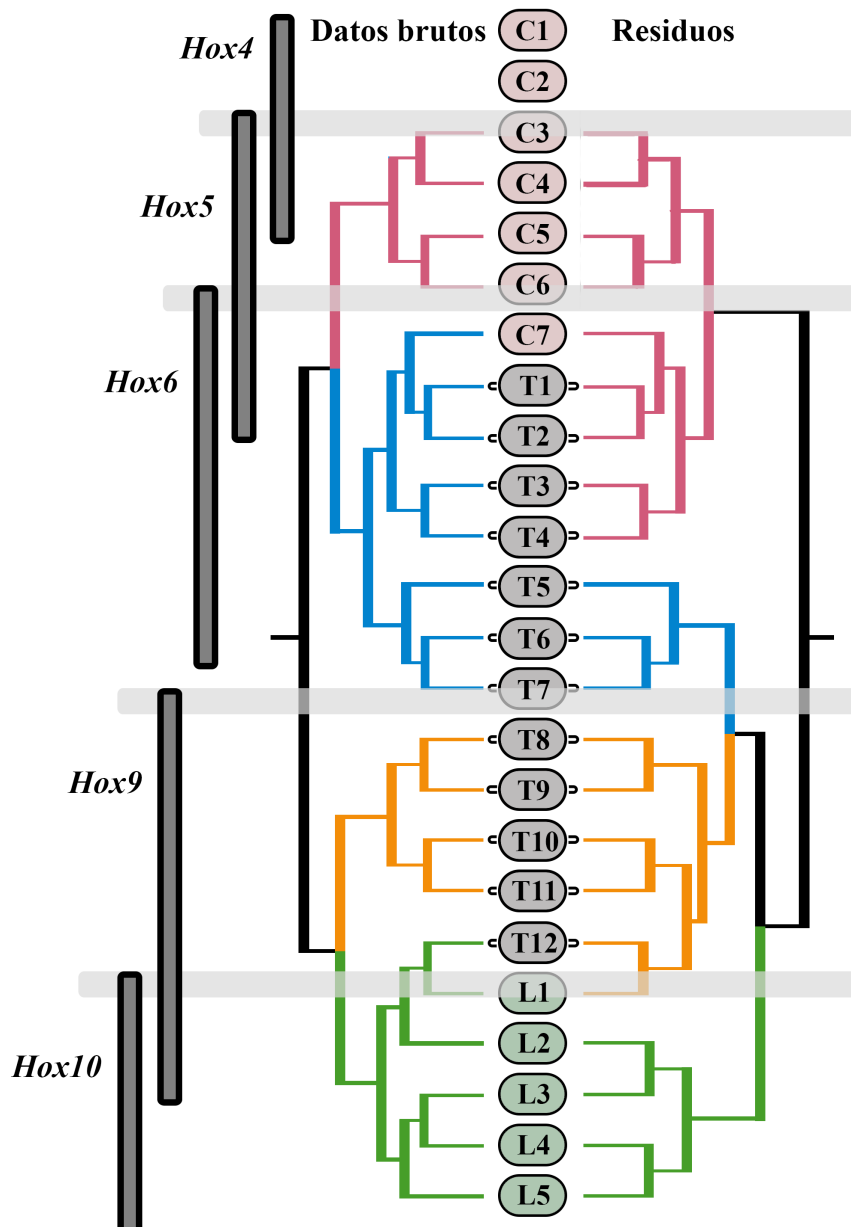 Hox4
Datos brutos
C1
Residuos
C2
C3
C4
Hox5
C5
C6
C7
Hox6
T1
T2
T3
T4
T5
T6
T7
T8
Hox9
T9
T10
T11
T12
L1
L2
Hox10
L3
L4
L5